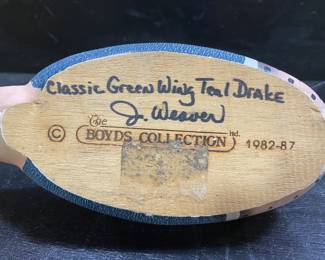 Classic Green Wing Teal Drake
J. Weaver
© The BOYDS COLLECTION ltd. 1982-87